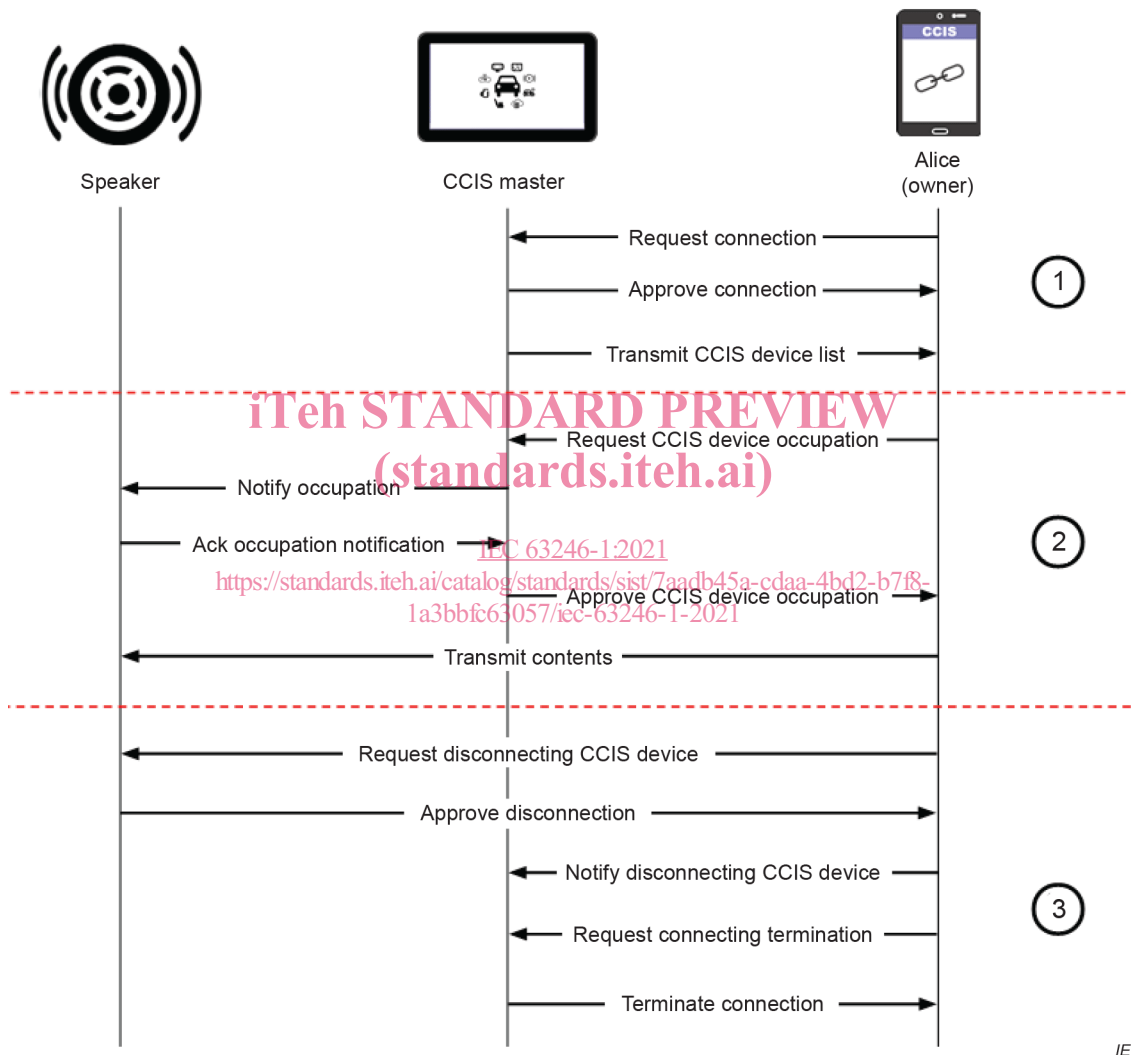 CCIS
Speaker
CCIS master
Alice
(owner)
Request connection
1
Approve connection
Transmit CCIS device list
iTeh STANDARD PREVIEW
Request CCIS device occupation
(standards.iteh.ai)
Notify occupation
Ack occupation notification
2
IEC 63246-1:2021
https://standards.iteh.ai/catalog/standards/sist/7aadb45a-cdaa-4bd2-b7f8-
Approve CCIS device occupation
1a3bbfc63057/iec-63246-1-2021
Transmit contents
Request disconnecting CCIS device
Approve disconnection
Notify disconnecting CCIS device
3
Request connecting termination
Terminate connection
IE